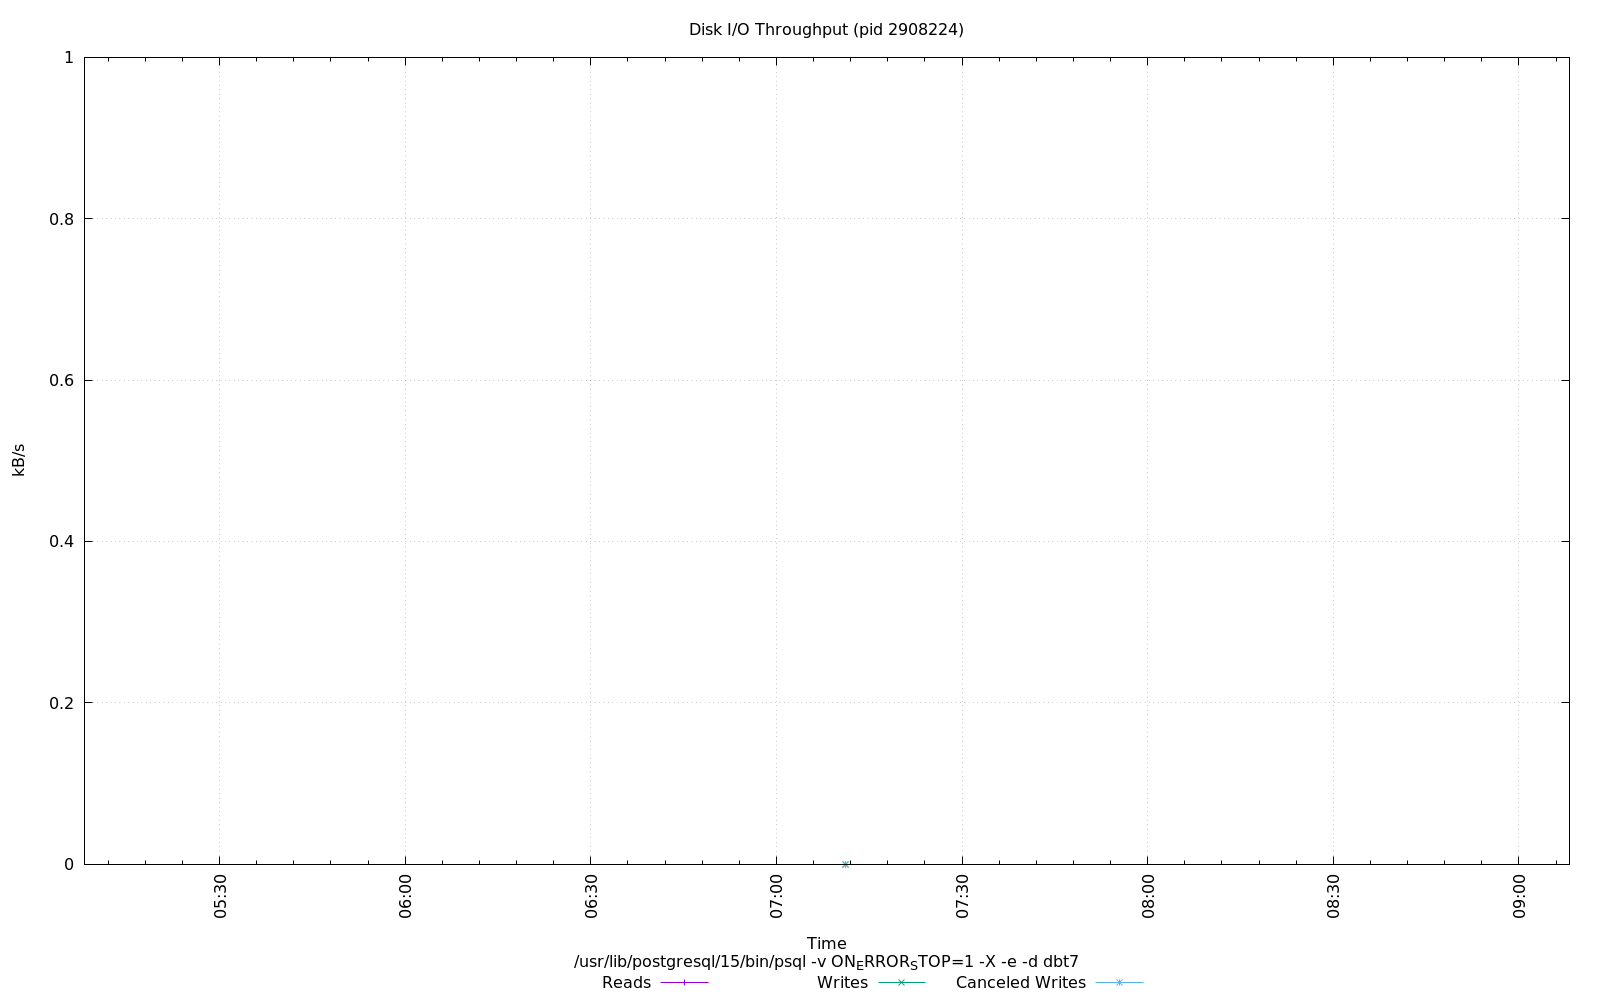 Disk I/O Throughput (pid 2908224)
1
0.8
0.6
0.4
0.2
0
kB/s
05:30
06:00
06:30
07:00
07:30
08:00
08:30
09:00
Time
/usr/lib/postgresql/15/bin/psql -v ONERRORSTOP=1 -X -e -d dbt7
Reads Writes Canceled Writes